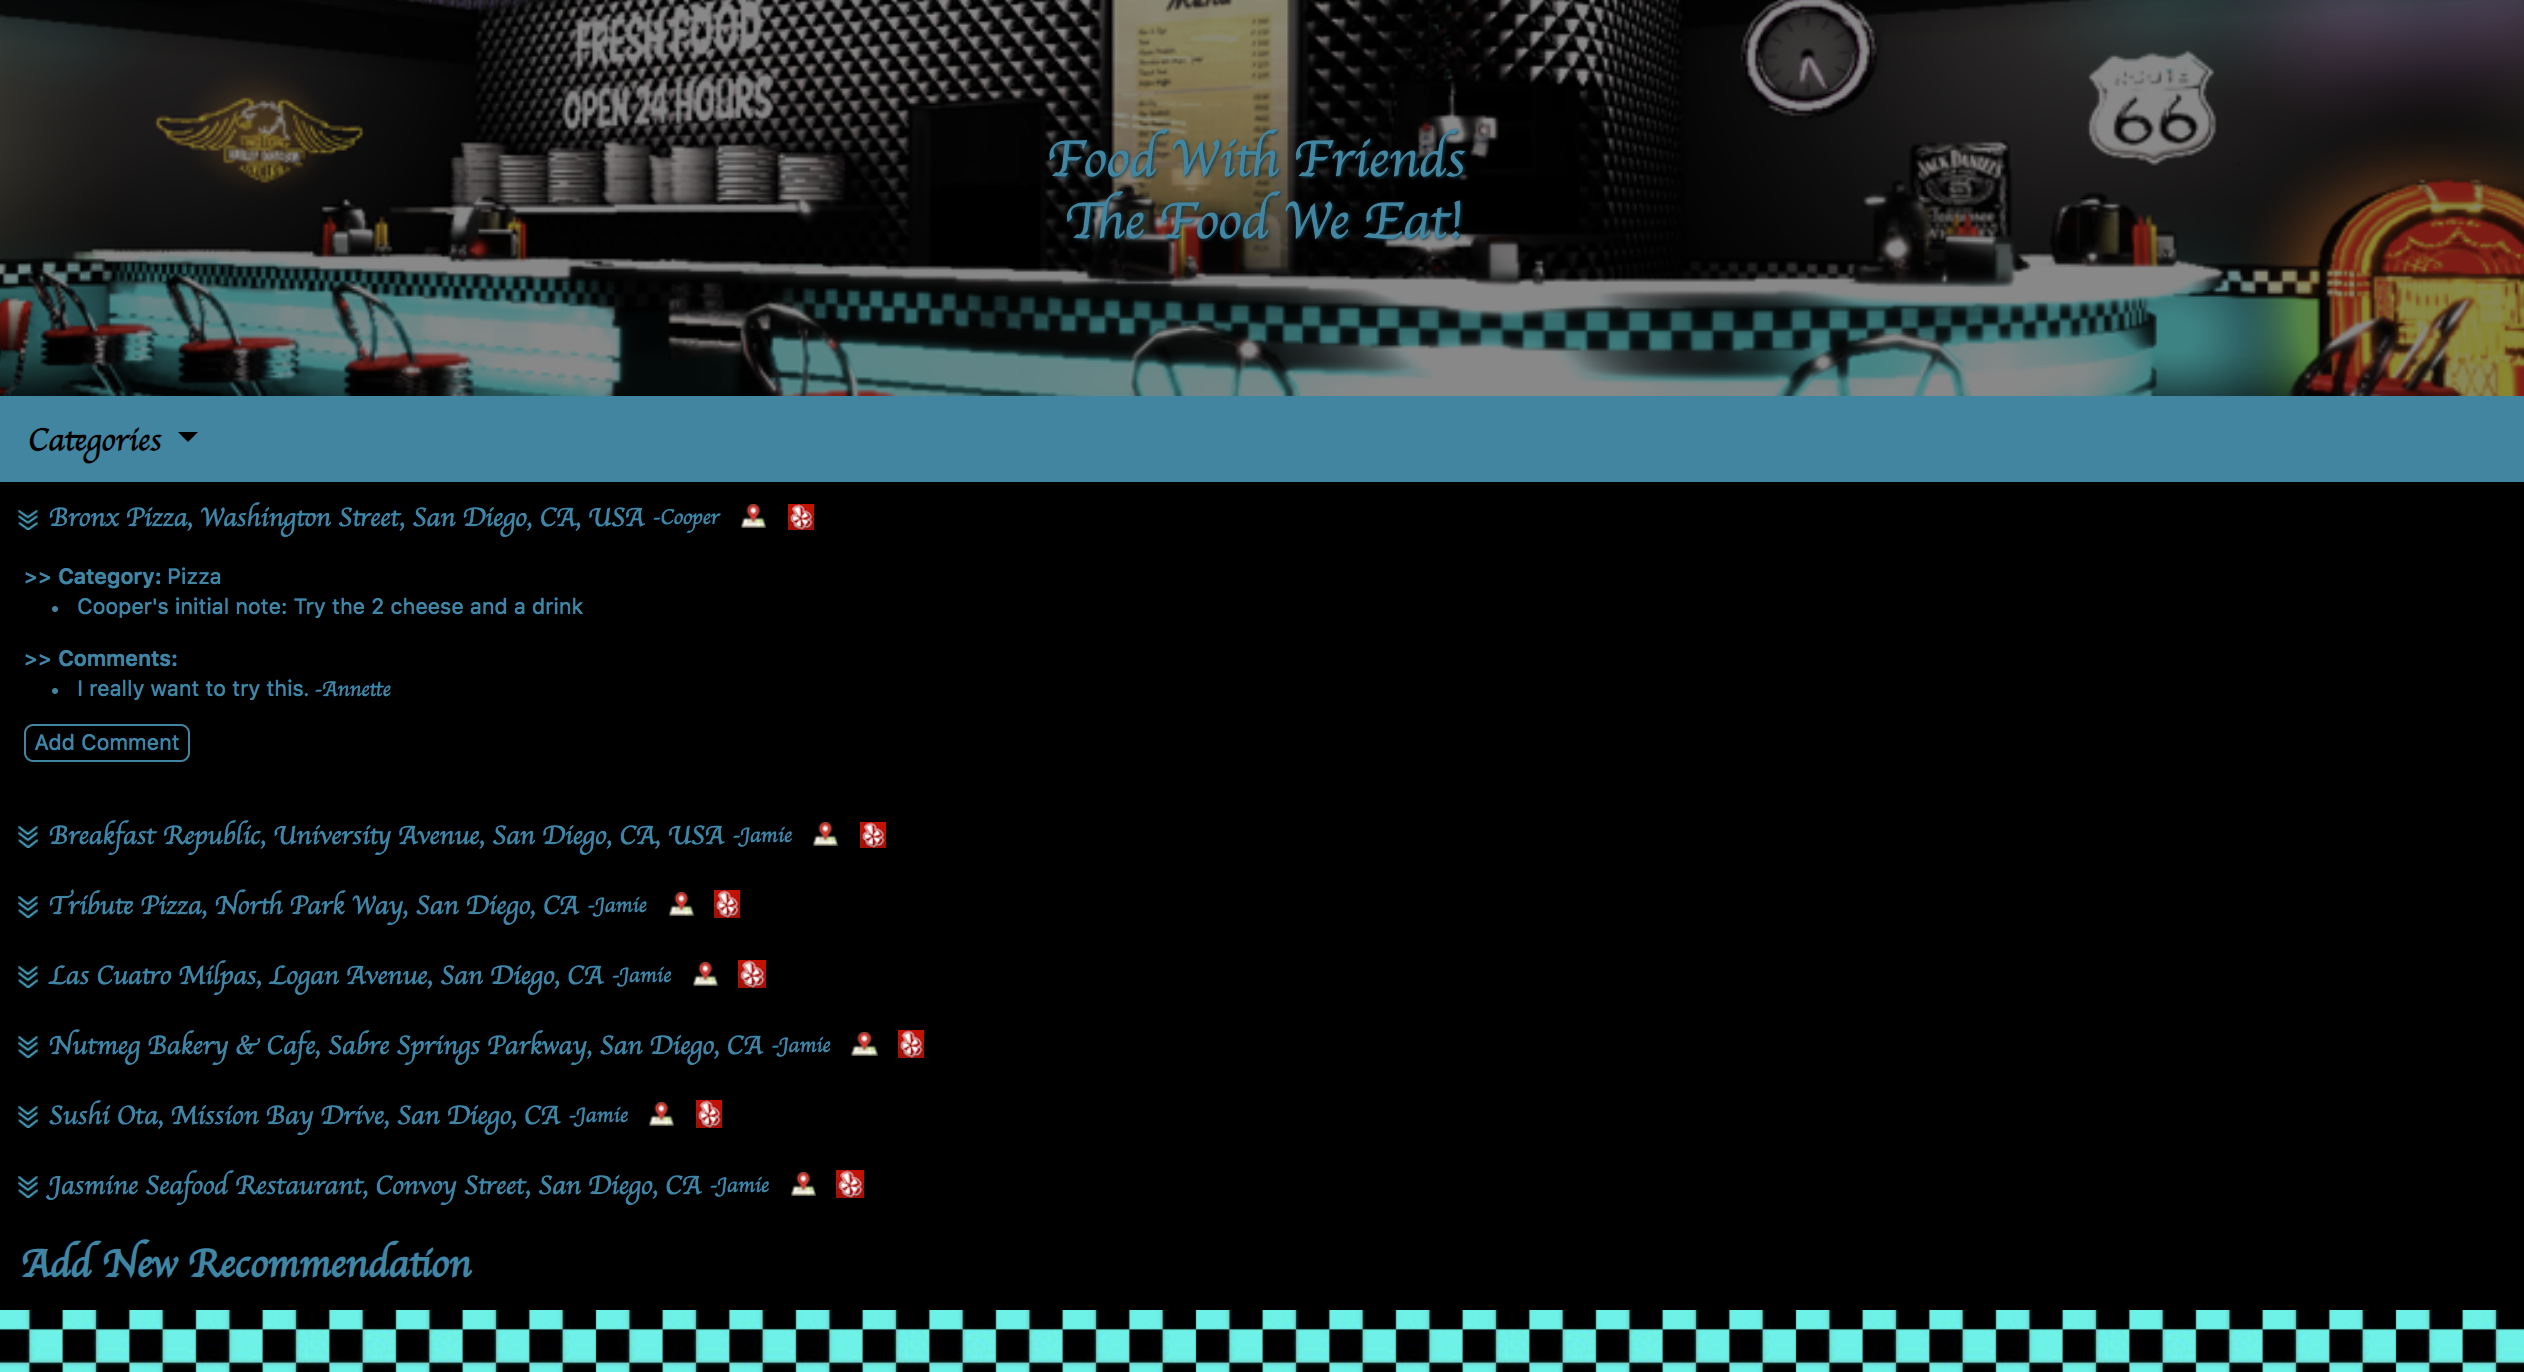 FRESH FOOD
OPEN 24 HOURS
ROUTE
66
JACK DANIEL'S
Food With Friends
The Food We Eat!
Categories
Bronx Pizza, Washington Street, San Diego, CA, USA -Cooper
>> Category: Pizza
• Cooper's initial note: Try the 2 cheese and a drink
>> Comments:
• I really want to try this. -Annette
Add Comment
Breakfast Republic, University Avenue, San Diego, CA, USA -Jamie
Tribute Pizza, North Park Way, San Diego, CA -Jamie
Las Cuatro Milpas, Logan Avenue, San Diego, CA -Jamie
Nutmeg Bakery & Cafe, Sabre Springs Parkway, San Diego, CA -Jamie
Sushi Ota, Mission Bay Drive, San Diego, CA -Jamie
Jasmine Seafood Restaurant, Convoy Street, San Diego, CA -Jamie
Add New Recommendation